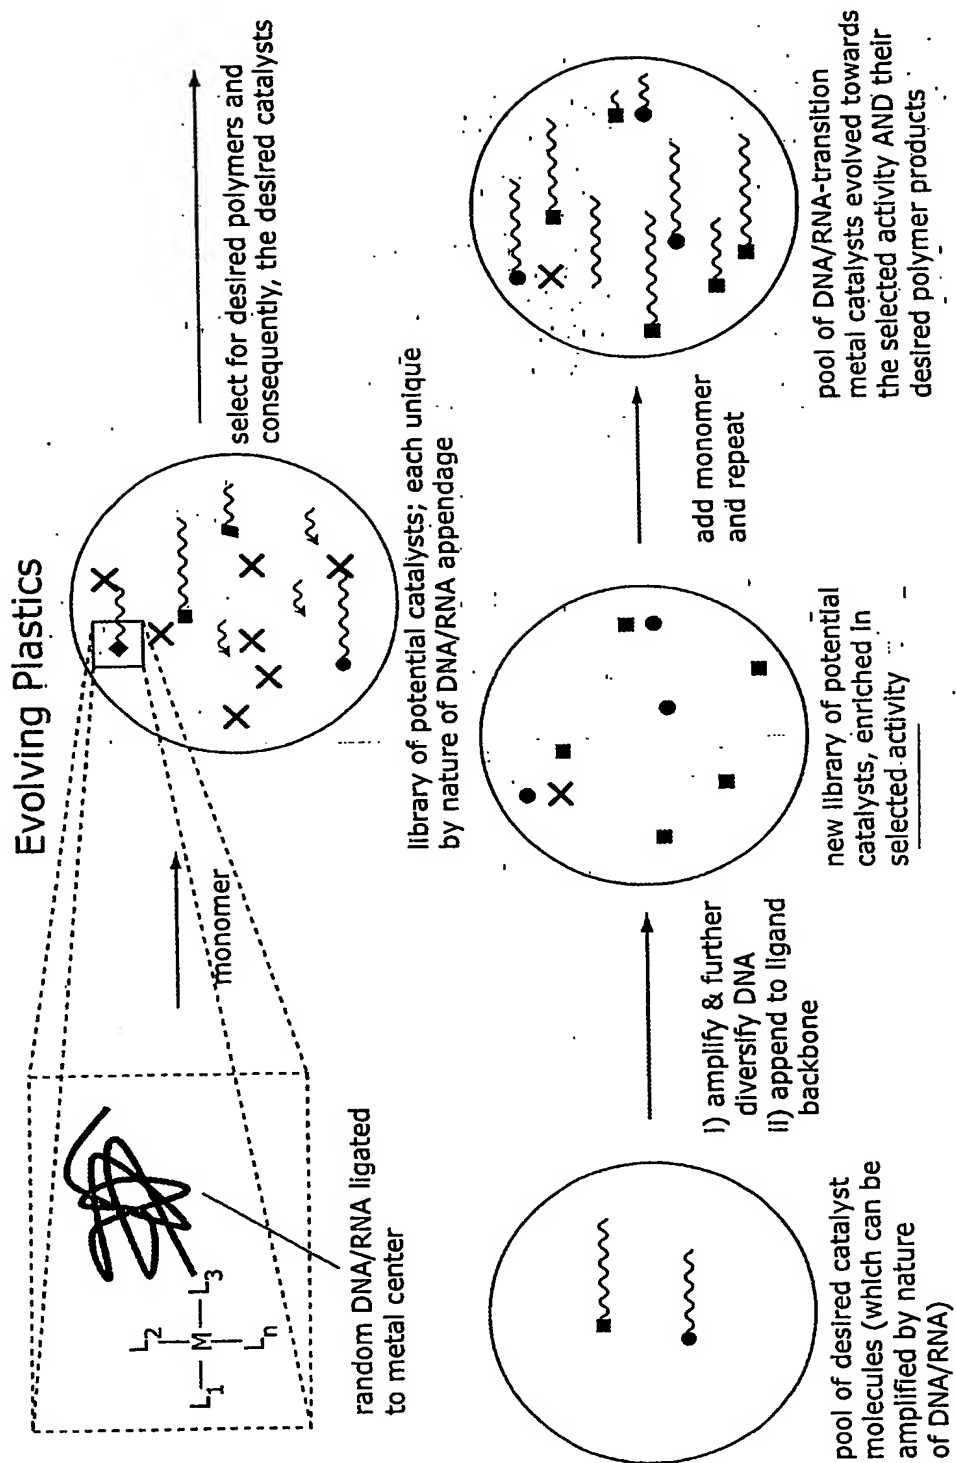 Evolving Plastics
L1
L2
M
L3
Ln
random DNA/RNA ligated
to metal center
monomer
library of potential catalysts; each unique
by nature of DNA/RNA appendage
select for desired polymers and
consequently, the desired catalysts
pool of desired catalyst
molecules (which can be
amplified by nature
of DNA/RNA)
i) amplify & further
diversify DNA
ii) append to ligand
backbone
new library of potential
catalysts, enriched in
selected activity
add monomer
and repeat
pool of DNA/RNA-transition
metal catalysts evolved towards
the selected activity AND their
desired polymer products